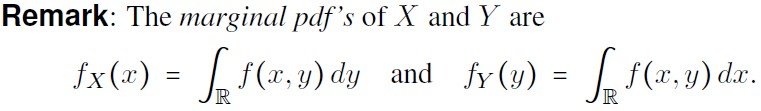 Remark: The marginal pdf's of X and Y are
f_X(x) = ∫_ℝ f(x, y) dy and f_Y(y) = ∫_ℝ f(x, y) dx.